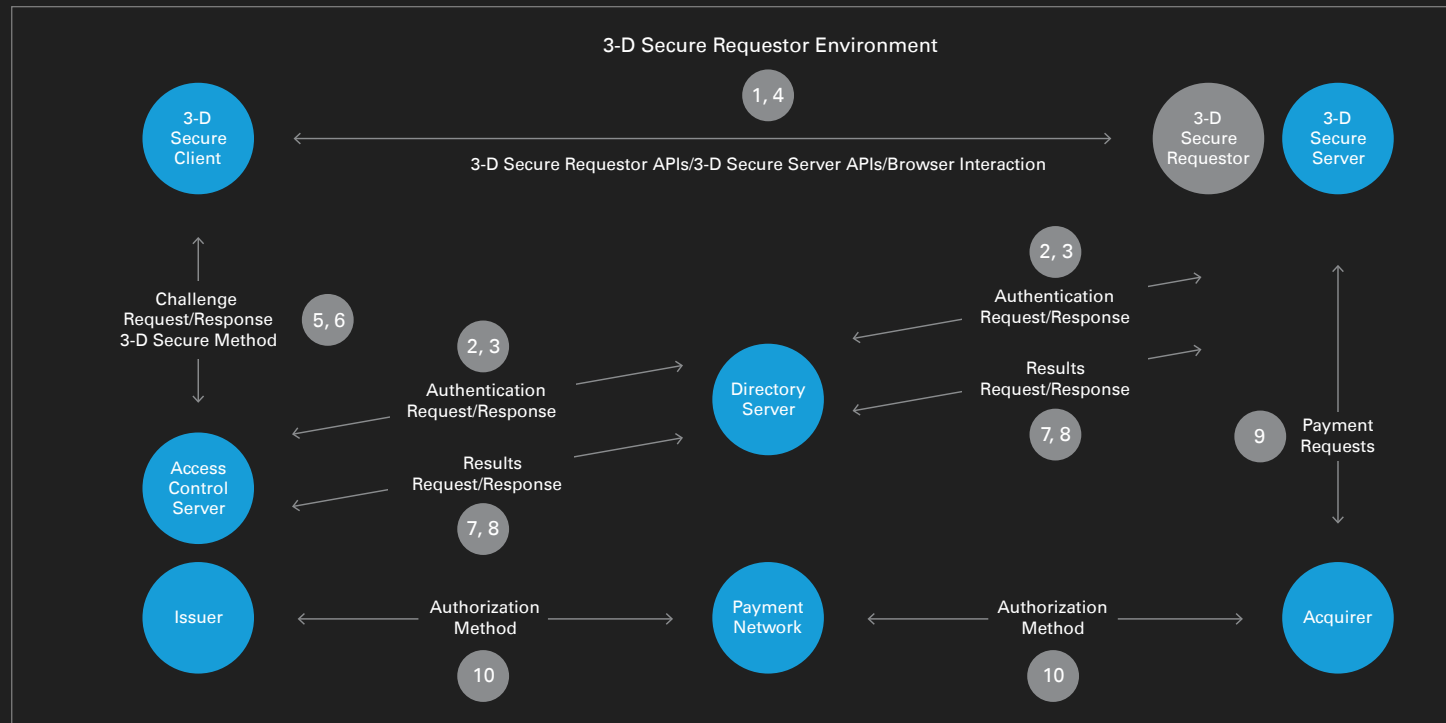 3-D Secure Requestor Environment
1, 4
3-D
Secure
Client
3-D
Secure
Requestor
3-D
Secure
Server
3-D Secure Requestor APIs/3-D Secure Server APIs/Browser Interaction
2, 3
Authentication
Request/Response
Challenge
Request/Response
3-D Secure Method
5, 6
2, 3
Authentication
Request/Response
Directory
Server
Results
Request/Response
7, 8
9
Payment
Requests
Access
Control
Server
Results
Request/Response
7, 8
Issuer
Authorization
Method
10
Payment
Network
Authorization
Method
10
Acquirer